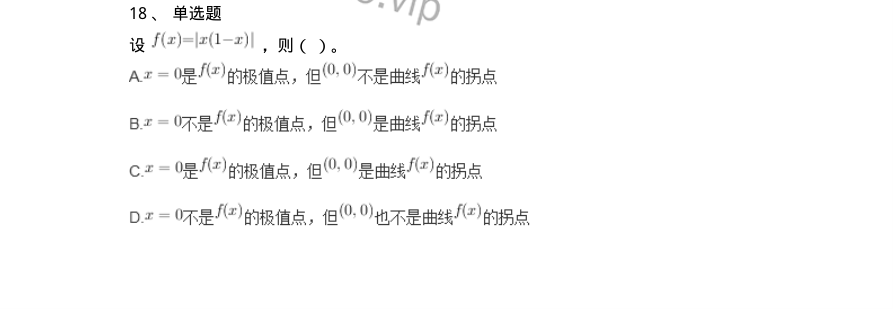 .vip
18 、 单选题
设 f(x)=|x(1−x)| ，则 ( )。
A.x = 0是f(x)的极值点，但(0, 0)不是曲线f(x)的拐点
B.x = 0不是f(x)的极值点，但(0, 0)是曲线f(x)的拐点
C.x = 0是f(x)的极值点，但(0, 0)是曲线f(x)的拐点
D.x = 0不是f(x)的极值点，但(0, 0)也不是曲线f(x)的拐点